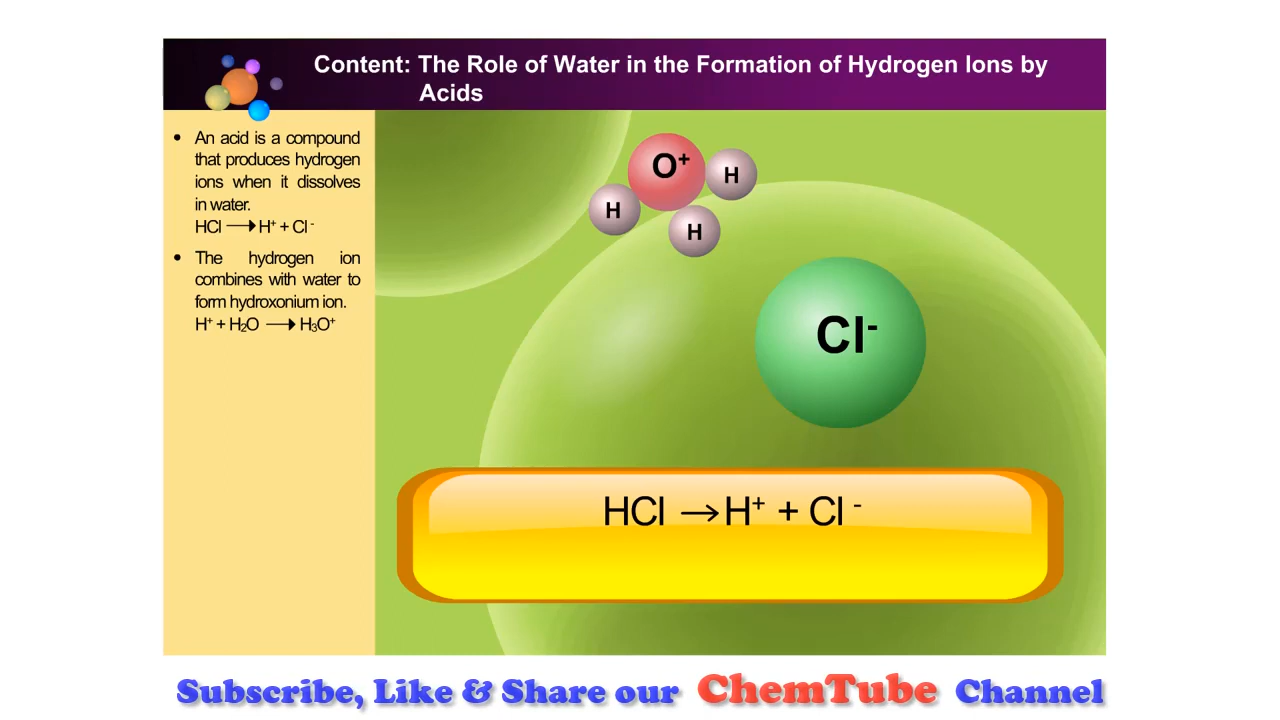 Content: The Role of Water in the Formation of Hydrogen Ions by
Acids
• An acid is a compound
that produces hydrogen
ions when it dissolves
in water.
HCl ⟶ H⁺ + Cl⁻
• The hydrogen ion
combines with water to
form hydroxonium ion.
H⁺ + H₂O ⟶ H₃O⁺
O⁺
H
H
H
Cl⁻
HCl → H⁺ + Cl⁻
Subscribe, Like & Share our ChemTube Channel